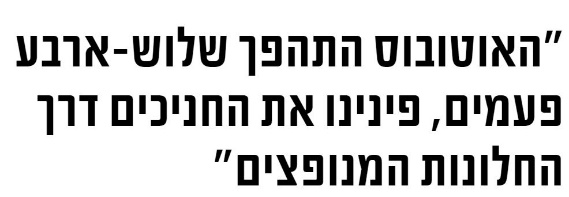 "האוטובוס התהפך שלוש-ארבע
פעמים, פינינו את החניכים דרך
החלונות המנופצים"